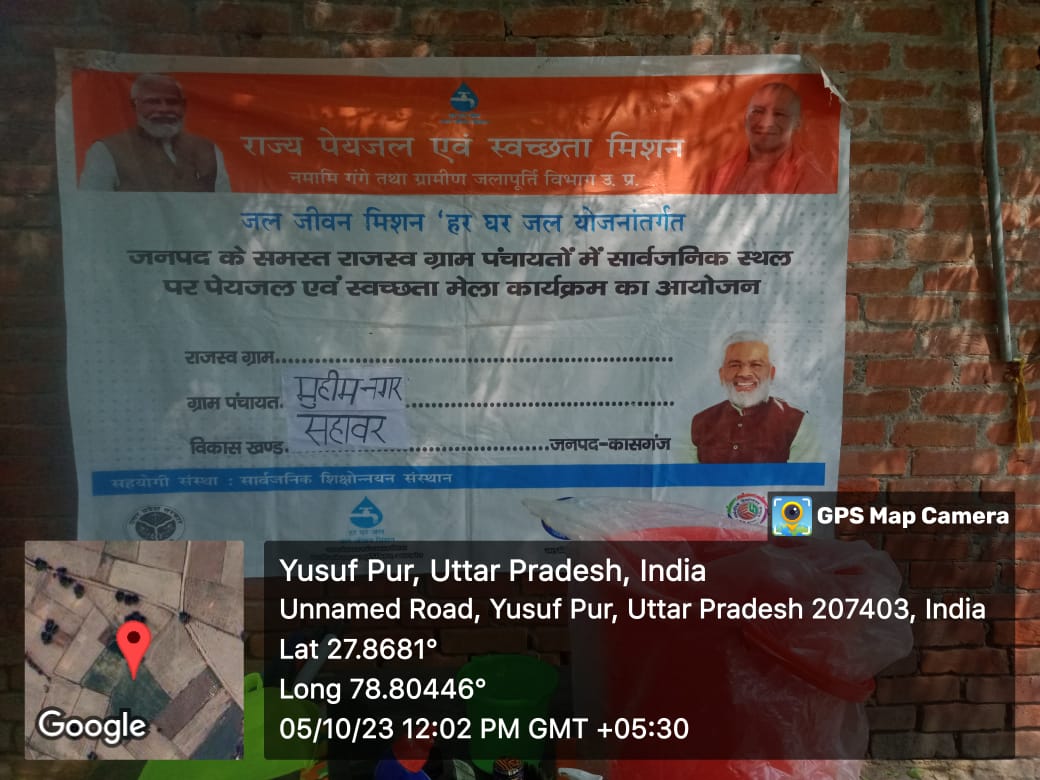 राज्य पेयजल एवं स्वच्छता मिशन
नमामि गंगे तथा ग्रामीण जलापूर्ति विभाग उ. प्र.
जल जीवन मिशन ‘हर घर जल योजनांतर्गत
जनपद के समस्त राजस्व ग्राम पंचायतों में सार्वजनिक स्थल
पर पेयजल एवं स्वच्छता मेला कार्यक्रम का आयोजन
राजस्व ग्राम........................................................
ग्राम पंचायत. मुहीमनगर ........................................
विकास खण्ड. सहावर ......................जनपद-कासगंज
सहयोगी संस्था : सार्वजनिक शिक्षोन्नयन संस्थान
हर घर जल
GPS Map Camera
Yusuf Pur, Uttar Pradesh, India
Unnamed Road, Yusuf Pur, Uttar Pradesh 207403, India
Lat 27.8681°
Long 78.80446°
05/10/23 12:02 PM GMT +05:30
Google